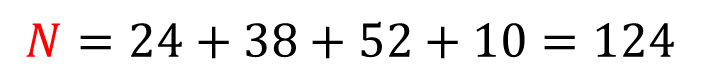 N = 24 + 38 + 52 + 10 = 124